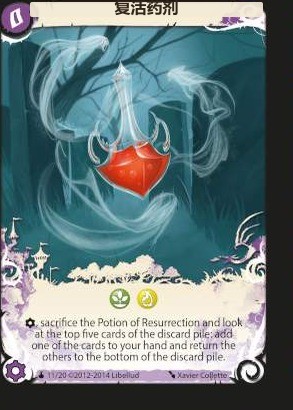 复活药剂
, sacrifice the Potion of Resurrection and look
at the top five cards of the discard pile; add
one of the cards to your hand and return the
others to the bottom of the discard pile.
11/20 ©2012-2014 Libellud Xavier Collette